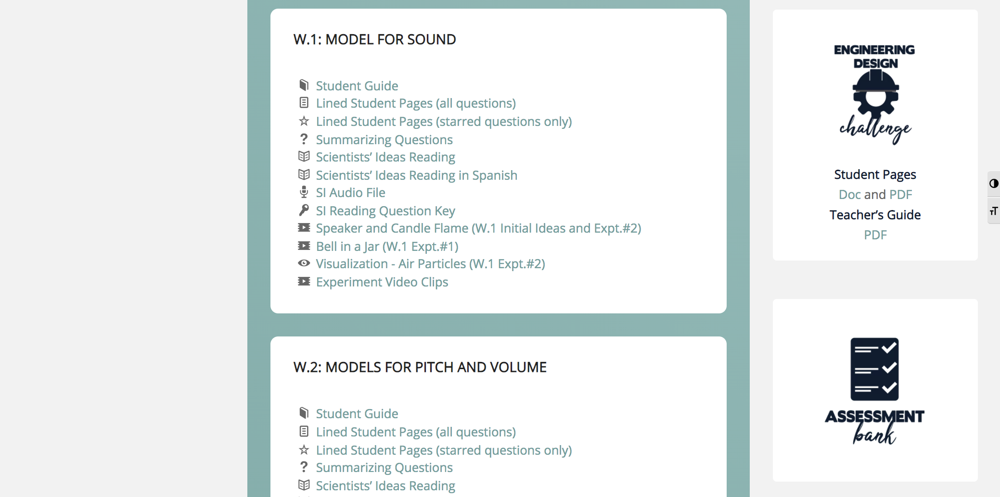 W.1: MODEL FOR SOUND
Student Guide
Lined Student Pages (all questions)
Lined Student Pages (starred questions only)
? Summarizing Questions
Scientists’ Ideas Reading
Scientists’ Ideas Reading in Spanish
SI Audio File
SI Reading Question Key
Speaker and Candle Flame (W.1 Initial Ideas and Expt.#2)
Bell in a Jar (W.1 Expt.#1)
Visualization - Air Particles (W.1 Expt.#2)
Experiment Video Clips
W.2: MODELS FOR PITCH AND VOLUME
Student Guide
Lined Student Pages (all questions)
Lined Student Pages (starred questions only)
? Summarizing Questions
Scientists’ Ideas Reading
ENGINEERING
DESIGN
challenge
Student Pages
Doc and PDF
Teacher’s Guide
PDF
ASSESSMENT
bank
TT